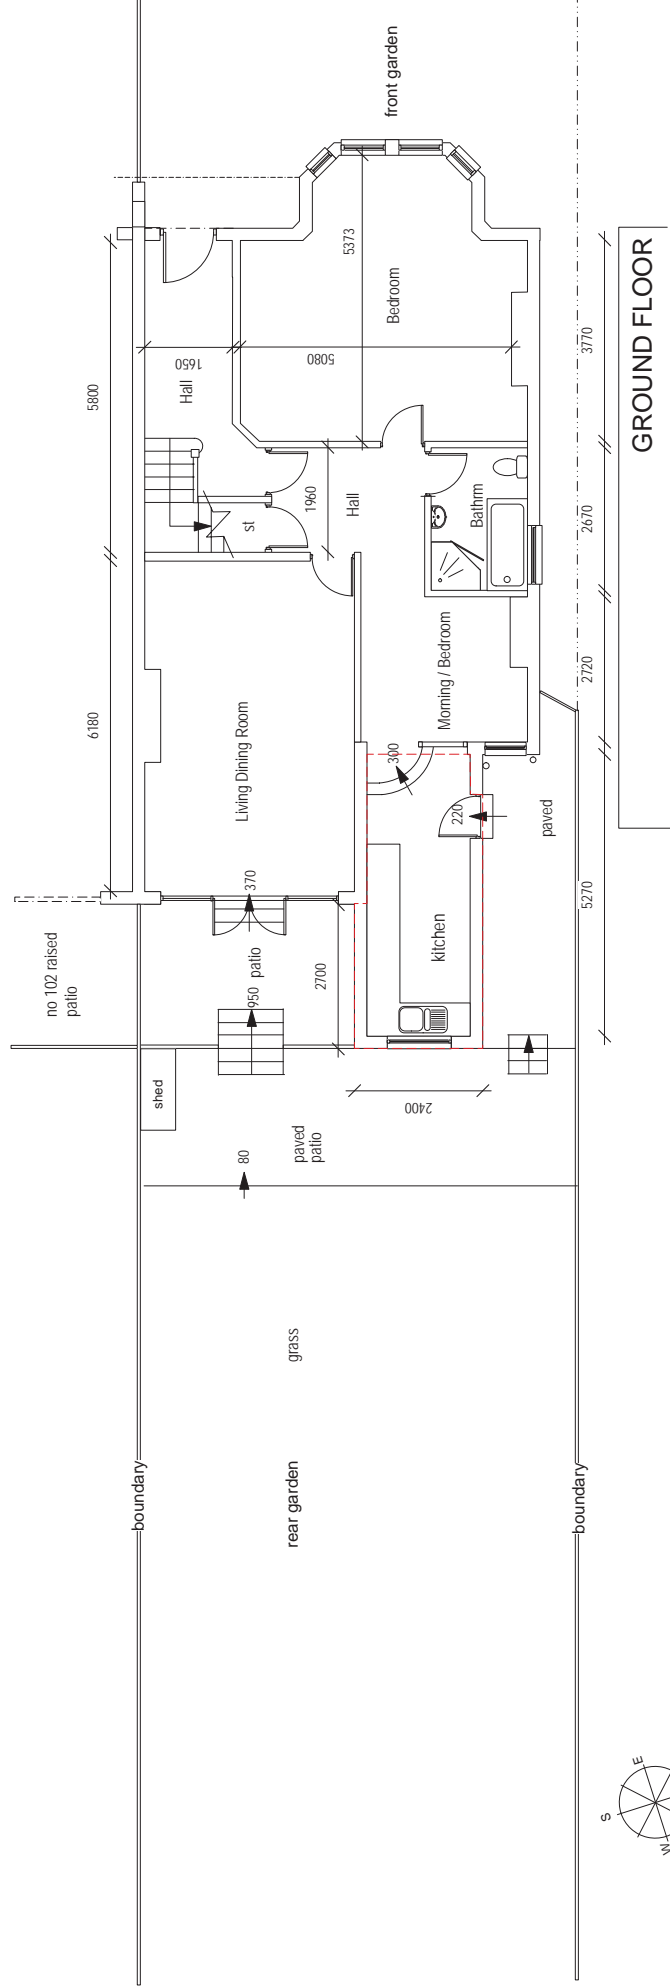 front garden
5373
Bedroom
5080
1650
Hall
5800
3770
GROUND FLOOR
1960
Hall
st
Bathrm
2670
Morning / Bedroom
2720
6180
Living Dining Room
300
220
paved
kitchen
5270
370
patio
950
2700
no 102 raised
patio
shed
2400
paved
patio
80
grass
rear garden
boundary
boundary
S
E
W